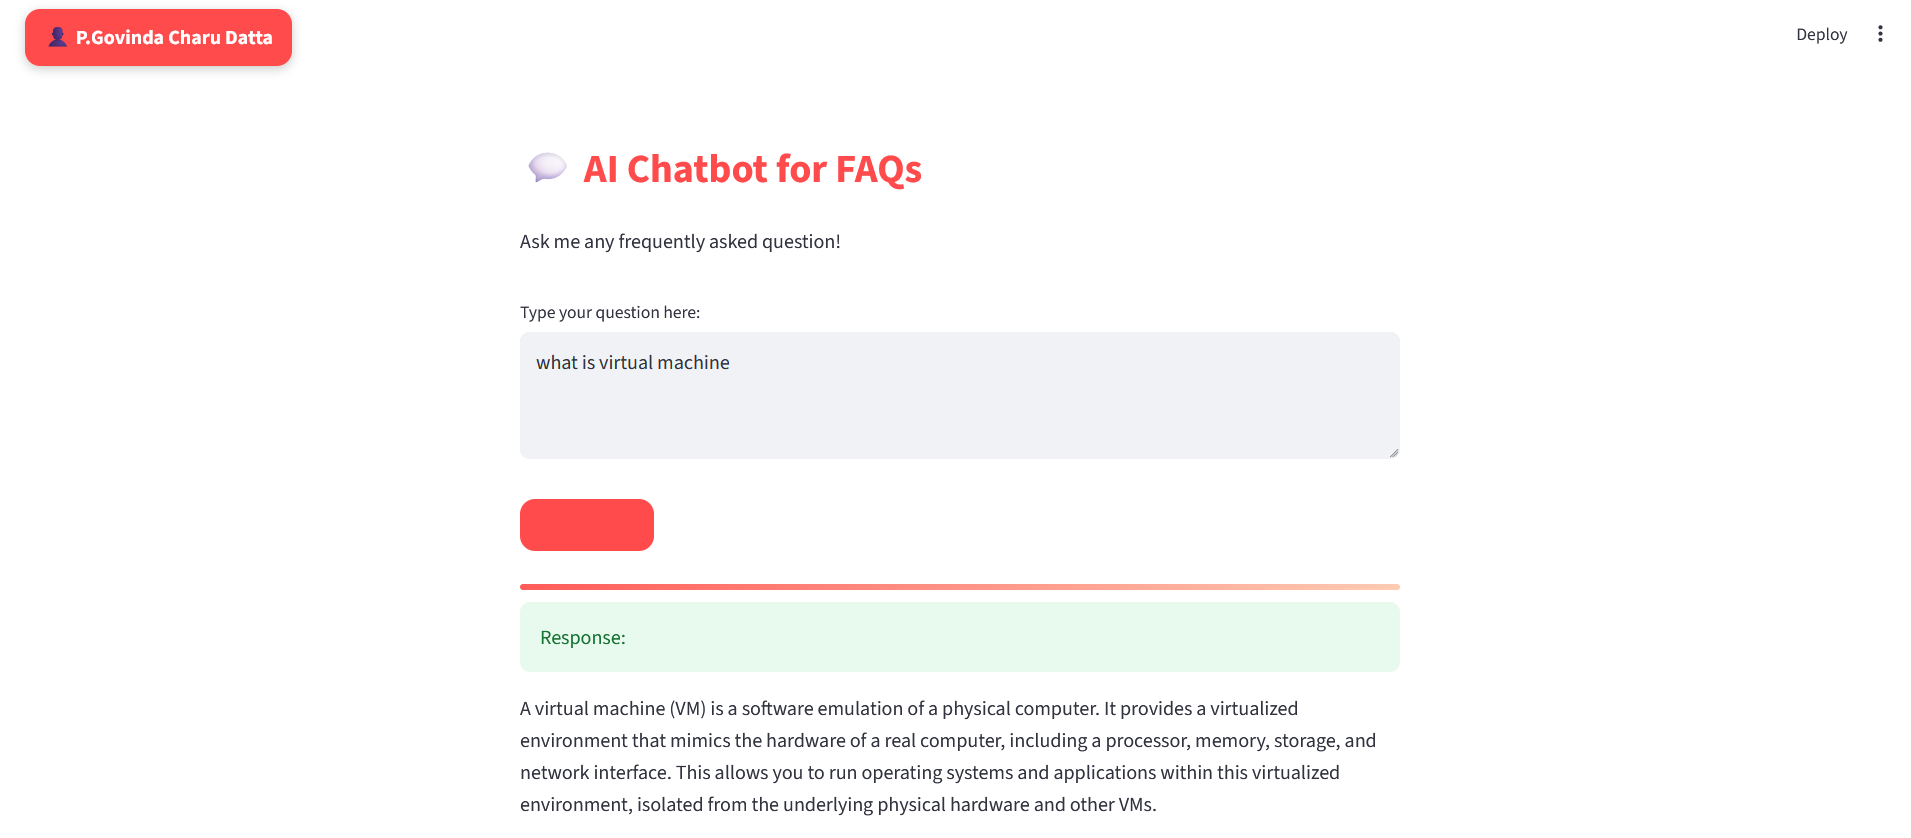 P.Govinda Charu Datta
Deploy
AI Chatbot for FAQs
Ask me any frequently asked question!
Type your question here:
what is virtual machine
Response:
A virtual machine (VM) is a software emulation of a physical computer. It provides a virtualized
environment that mimics the hardware of a real computer, including a processor, memory, storage, and
network interface. This allows you to run operating systems and applications within this virtualized
environment, isolated from the underlying physical hardware and other VMs.